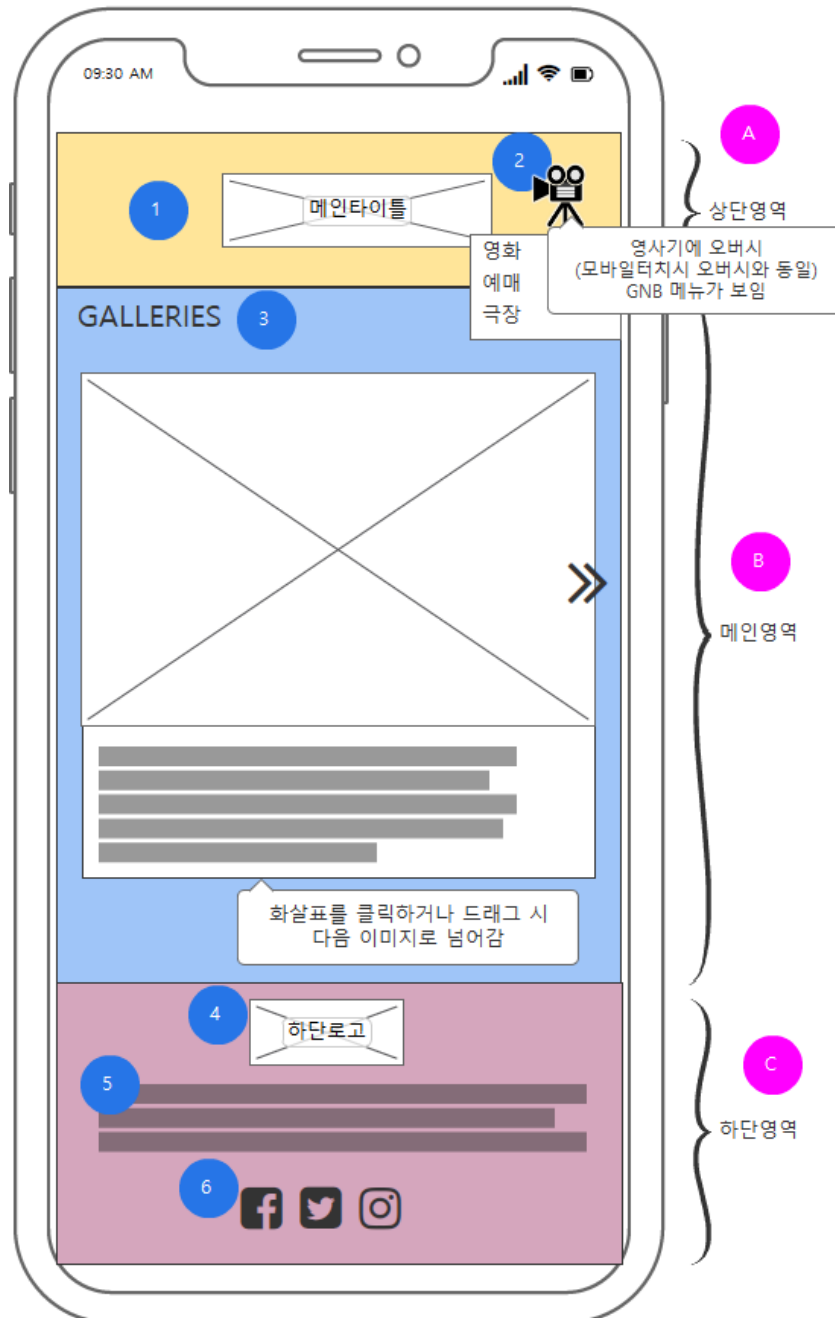 09:30 AM
A
2
1
메인타이틀
상단영역
영화
예매
극장
영사기에 오버시
(모바일터치시 오버시와 동일)
GNB 메뉴가 보임
GALLERIES
3
B
메인영역
화살표를 클릭하거나 드래그 시
다음 이미지로 넘어감
4
하단로고
C
5
하단영역
6